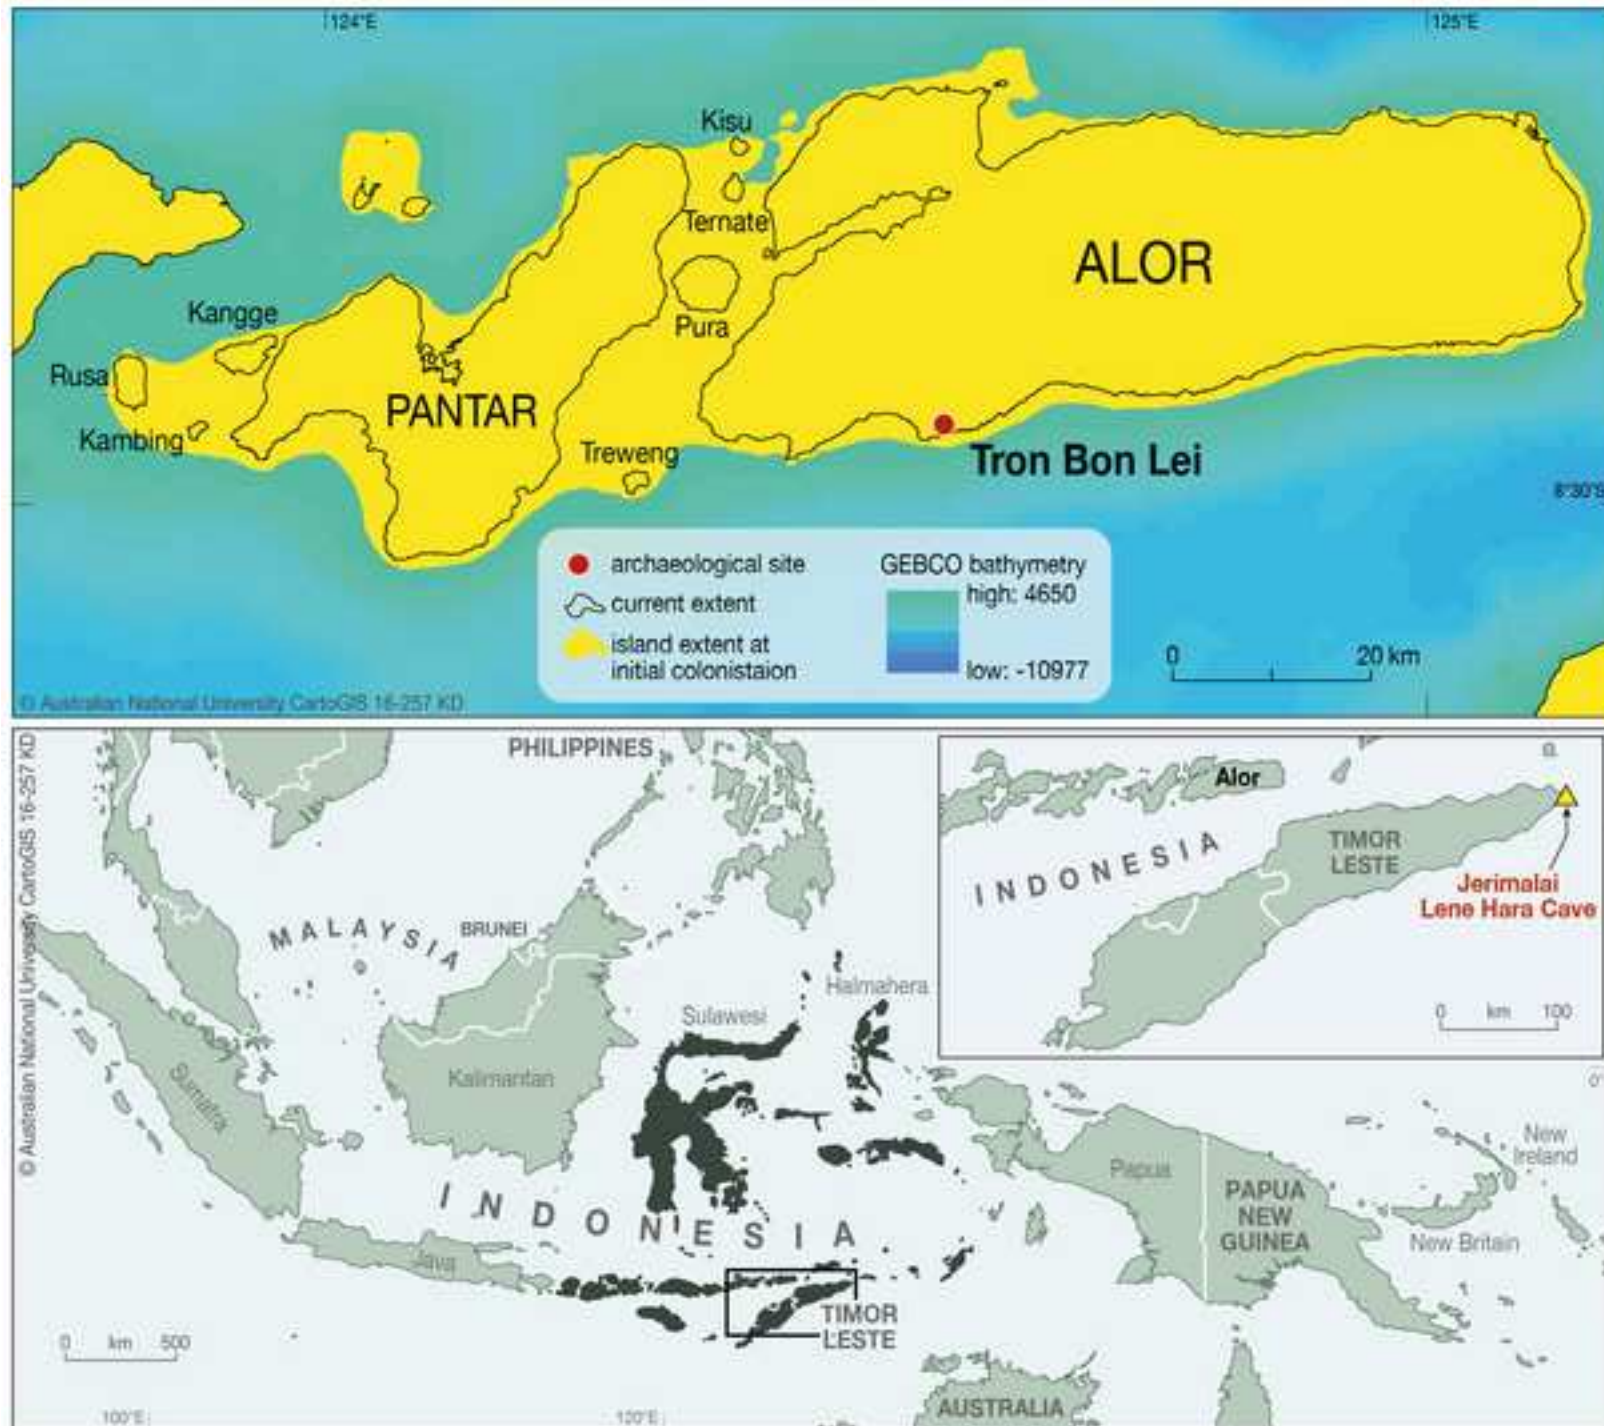 124°E
125°E
Kisu
Ternate
ALOR
Kangge
Pura
Rusa
PANTAR
Kambing
Treweng
Tron Bon Lei
8°30'S
archaeological site
current extent
island extent at
initial colonistaion
GEBCO bathymetry
high: 4650
low: -10977
0 20 km
© Australian National University CartoGIS 16-257 KD
© Australian National University CartoGIS 16-257 KD
PHILIPPINES
MALAYSIA
BRUNEI
Halmahera
Sulawesi
Kalimantan
Sumatra
INDONESIA
Java
Papua
PAPUA
NEW
GUINEA
New
Ireland
New Britain
TIMOR
LESTE
AUSTRALIA
0 km 500
100°E
120°E
0°
Alor
INDONESIA
TIMOR
LESTE
Jerimalai
Lene Hara Cave
0 km 100